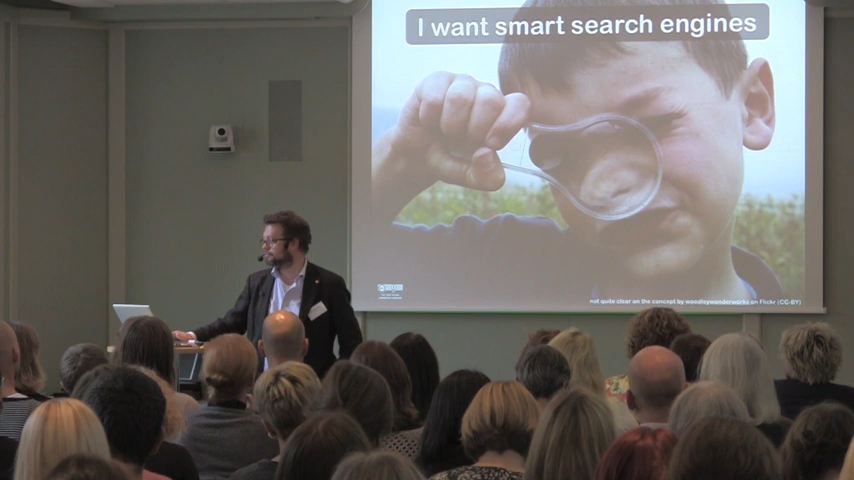 I want smart search engines
not quite clear on the concept by woodleywonderworks on Flickr (CC-BY)